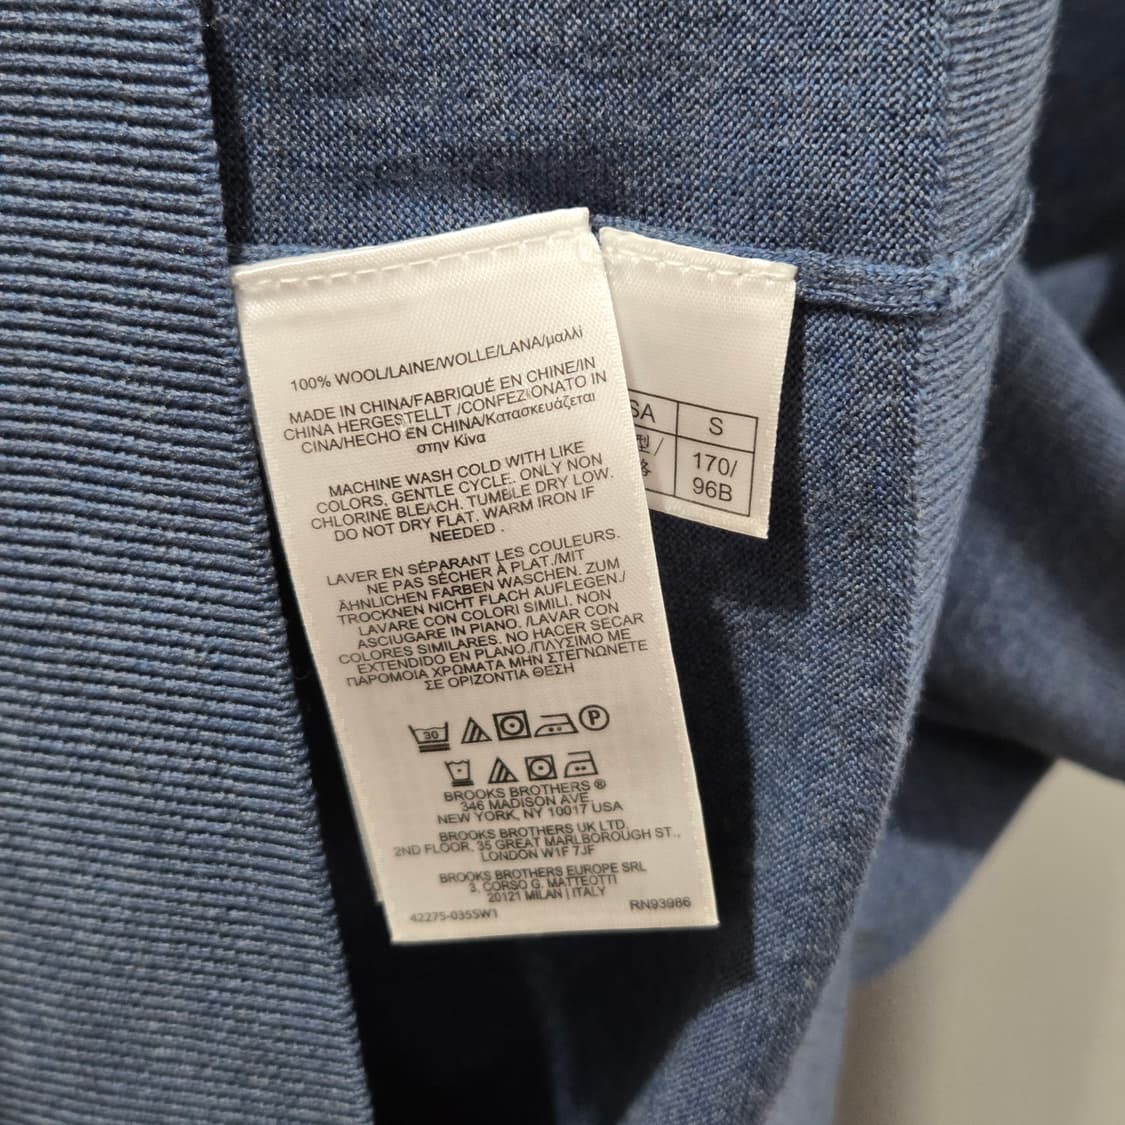 100% WOOL/LAINE/WOLLE/LANA/μαλλί
MADE IN CHINA/FABRIQUÉ EN CHINE/IN
CHINA HERGESTELLT /CONFEZIONATO IN
CINA/HECHO EN CHINA/Κατασκευάζεται
στην Κίνα
MACHINE WASH COLD WITH LIKE
COLORS. GENTLE CYCLE. ONLY NON
CHLORINE BLEACH. TUMBLE DRY LOW.
DO NOT DRY FLAT. WARM IRON IF
NEEDED .
LAVER EN SÉPARANT LES COULEURS.
NE PAS SÉCHER À PLAT./MIT
ÄHNLICHEN FARBEN WASCHEN. ZUM
TROCKNEN NICHT FLACH AUFLEGEN./
LAVARE CON COLORI SIMILI. NON
ASCIUGARE IN PIANO. /LAVAR CON
COLORES SIMILARES. NO HACER SECAR
EXTENDIDO EN PLANO./ΠΛΥΣΙΜΟ ΜΕ
ΠΑΡΟΜΟΙΑ ΧΡΩΜΑΤΑ ΜΗΝ ΣΤΕΓΝΩΝΕΤΕ
ΣΕ ΟΡΙΖΟΝΤΙΑ ΘΕΣΗ
30 P
BROOKS BROTHERS ®
346 MADISON AVE
NEW YORK, NY 10017 USA
BROOKS BROTHERS UK LTD.
2ND FLOOR, 35 GREAT MARLBOROUGH ST.,
LONDON W1F 7JF
BROOKS BROTHERS EUROPE SRL
3, CORSO G. MATTEOTTI
20121 MILAN | ITALY
42275-035SW1 RN93986
SA S
型/ 170/
96B